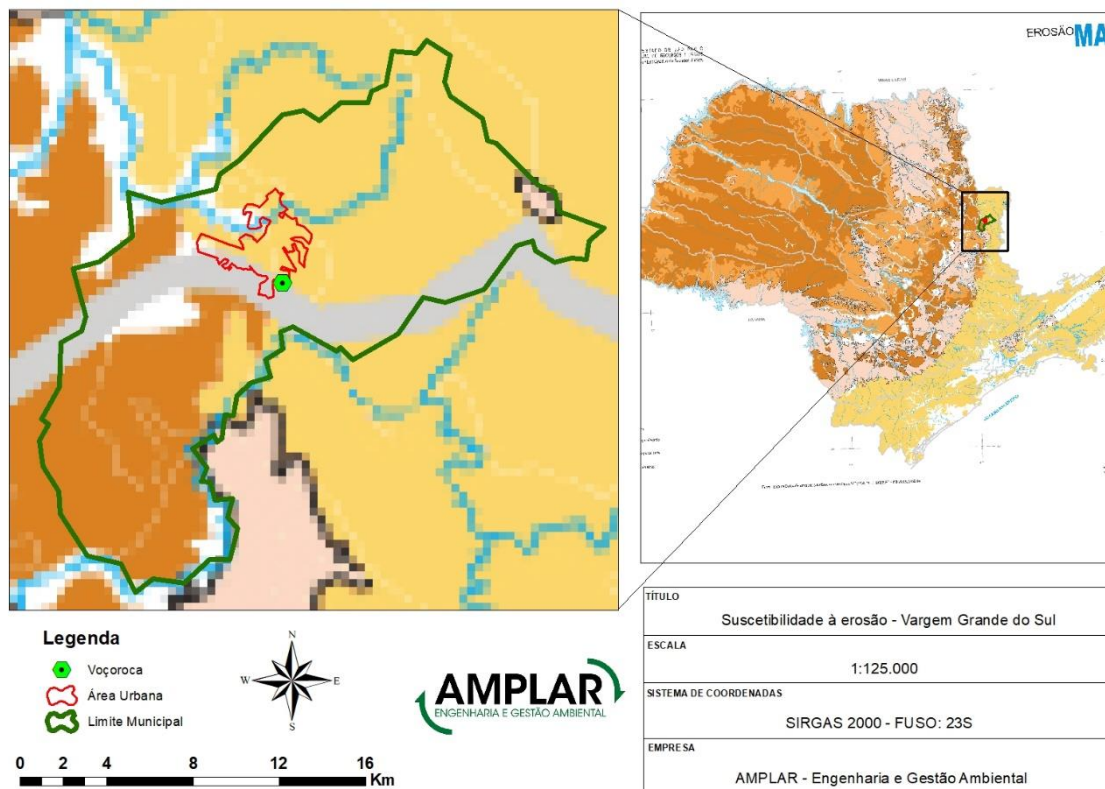 EROSÃO MA
Legenda
Voçoroca
Área Urbana
Limite Municipal
N
W E
S
0 2 4 8 12 16
Km
AMPLAR
ENGENHARIA E GESTÃO AMBIENTAL
TÍTULO
Suscetibilidade à erosão - Vargem Grande do Sul
ESCALA
1:125.000
SISTEMA DE COORDENADAS
SIRGAS 2000 - FUSO: 23S
EMPRESA
AMPLAR - Engenharia e Gestão Ambiental